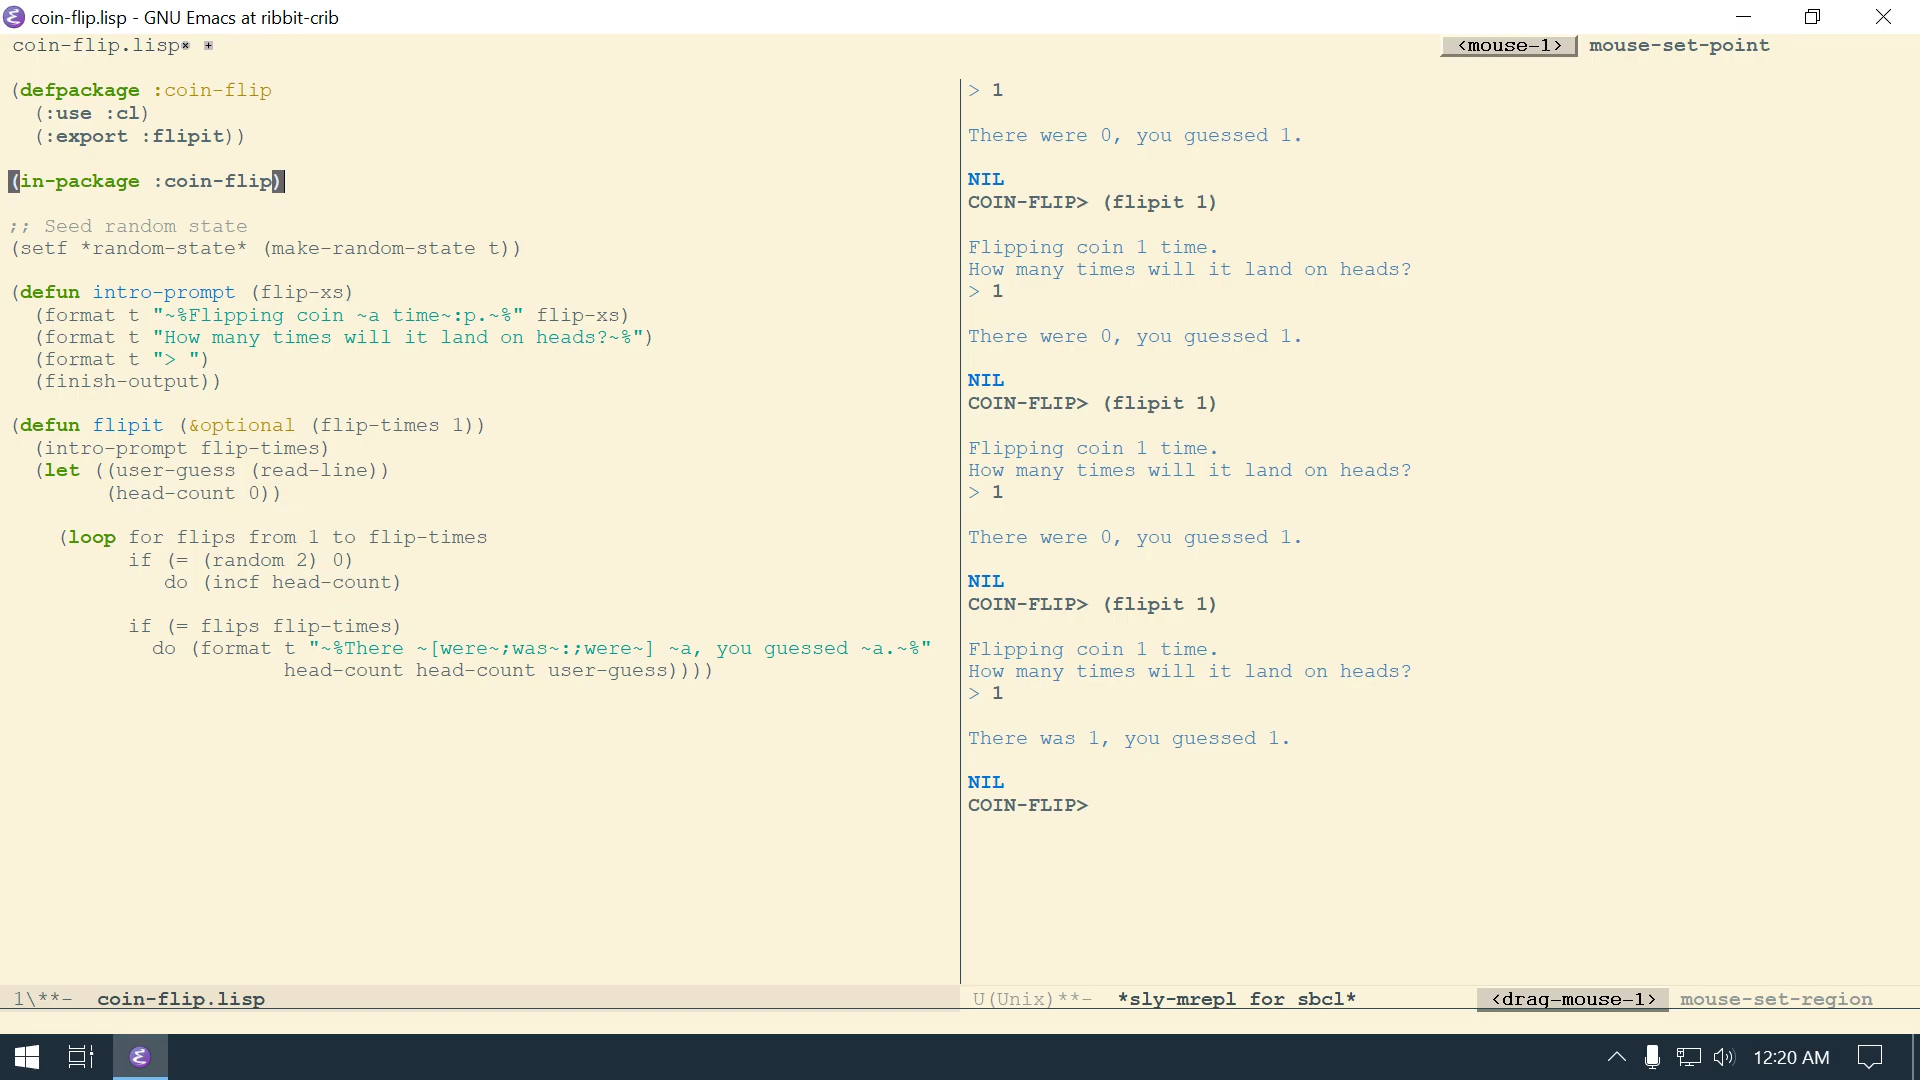 coin-flip.lisp - GNU Emacs at ribbit-crib
coin-flip.lisp
<mouse-1> mouse-set-point
(defpackage :coin-flip
(:use :cl)
(:export :flipit))
(in-package :coin-flip)
;; Seed random state
(setf *random-state* (make-random-state t))
(defun intro-prompt (flip-xs)
(format t "~%Flipping coin ~a time~:p.~%" flip-xs)
(format t "How many times will it land on heads?~%")
(format t "> ")
(finish-output))
(defun flipit (&optional (flip-times 1))
(intro-prompt flip-times)
(let ((user-guess (read-line))
(head-count 0))
(loop for flips from 1 to flip-times
if (= (random 2) 0)
do (incf head-count)
if (= flips flip-times)
do (format t "~%There ~[were~;was~:;were~] ~a, you guessed ~a.~%"
head-count head-count user-guess))))
> 1
There were 0, you guessed 1.
NIL
COIN-FLIP> (flipit 1)
Flipping coin 1 time.
How many times will it land on heads?
> 1
There were 0, you guessed 1.
NIL
COIN-FLIP> (flipit 1)
Flipping coin 1 time.
How many times will it land on heads?
> 1
There were 0, you guessed 1.
NIL
COIN-FLIP> (flipit 1)
Flipping coin 1 time.
How many times will it land on heads?
> 1
There was 1, you guessed 1.
NIL
COIN-FLIP>
1\**- coin-flip.lisp
U(Unix)**- *sly-mrepl for sbcl* <drag-mouse-1> mouse-set-region
12:20 AM